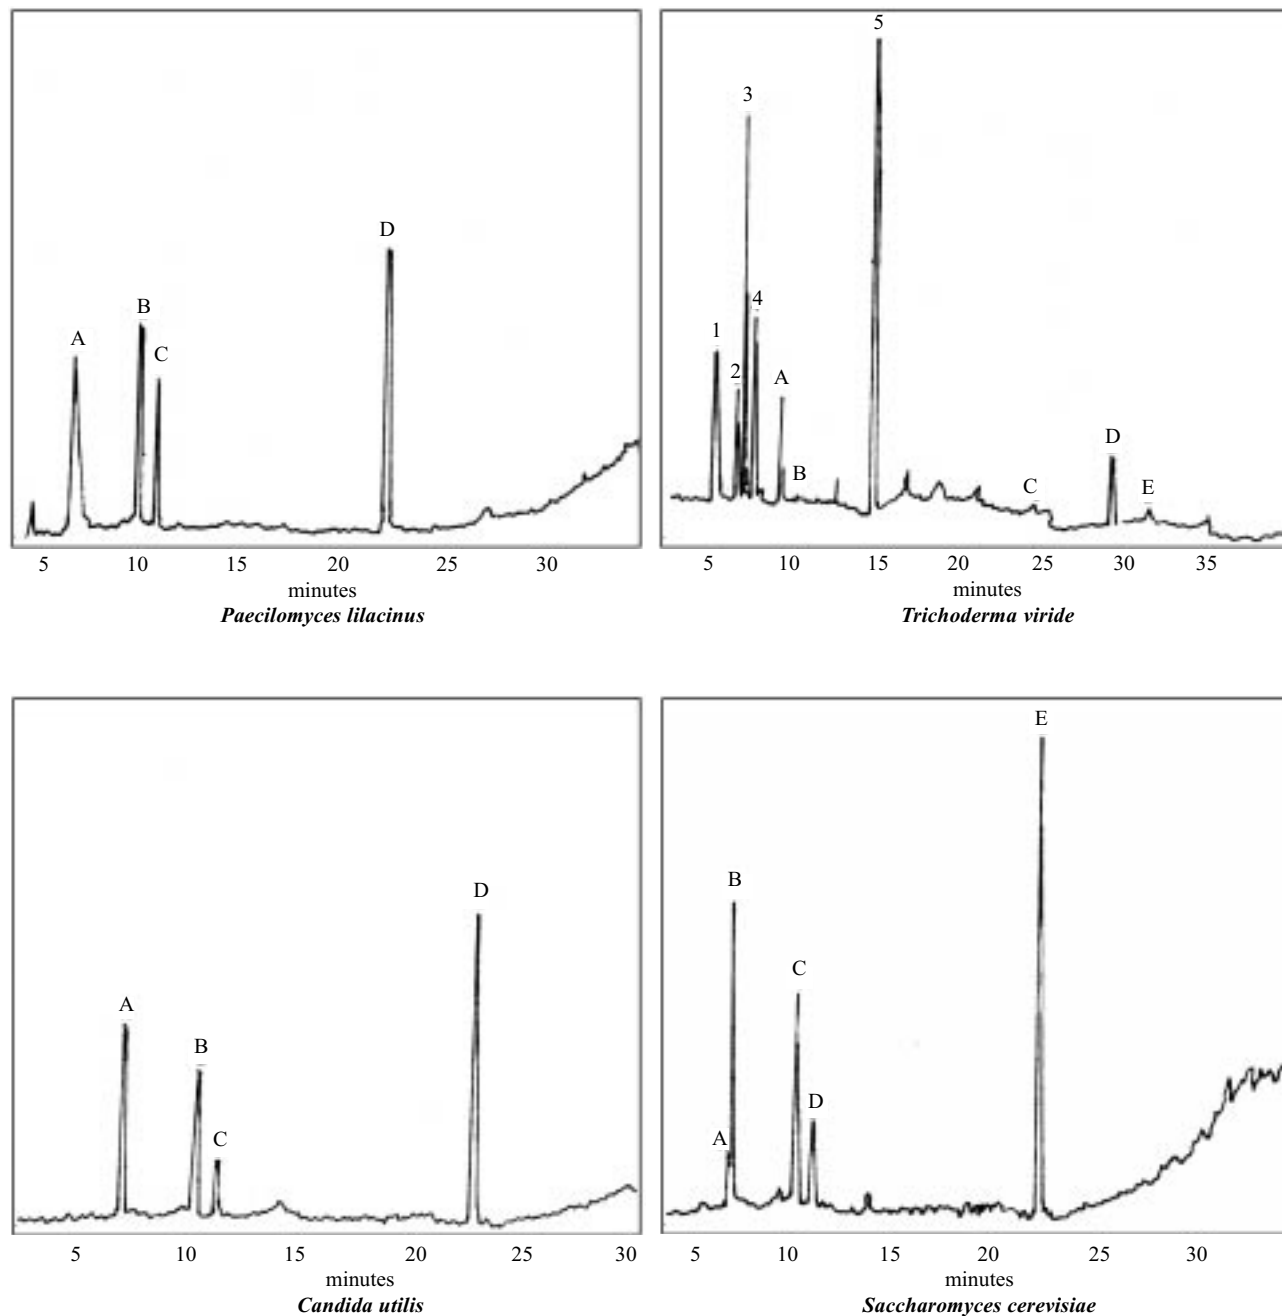 D
B
A
C
5 10 15 20 30
minutes
Paecilomyces lilacinus
5
3
4
1
2 A
B
D
C E
5 10 15 20 25 30 35
minutes
Trichoderma viride
D
A
B
C
5 10 15 20 25 30
minutes
Candida utilis
E
B
C
D
A
5 10 15 20 25 30
minutes
Saccharomyces cerevisiae